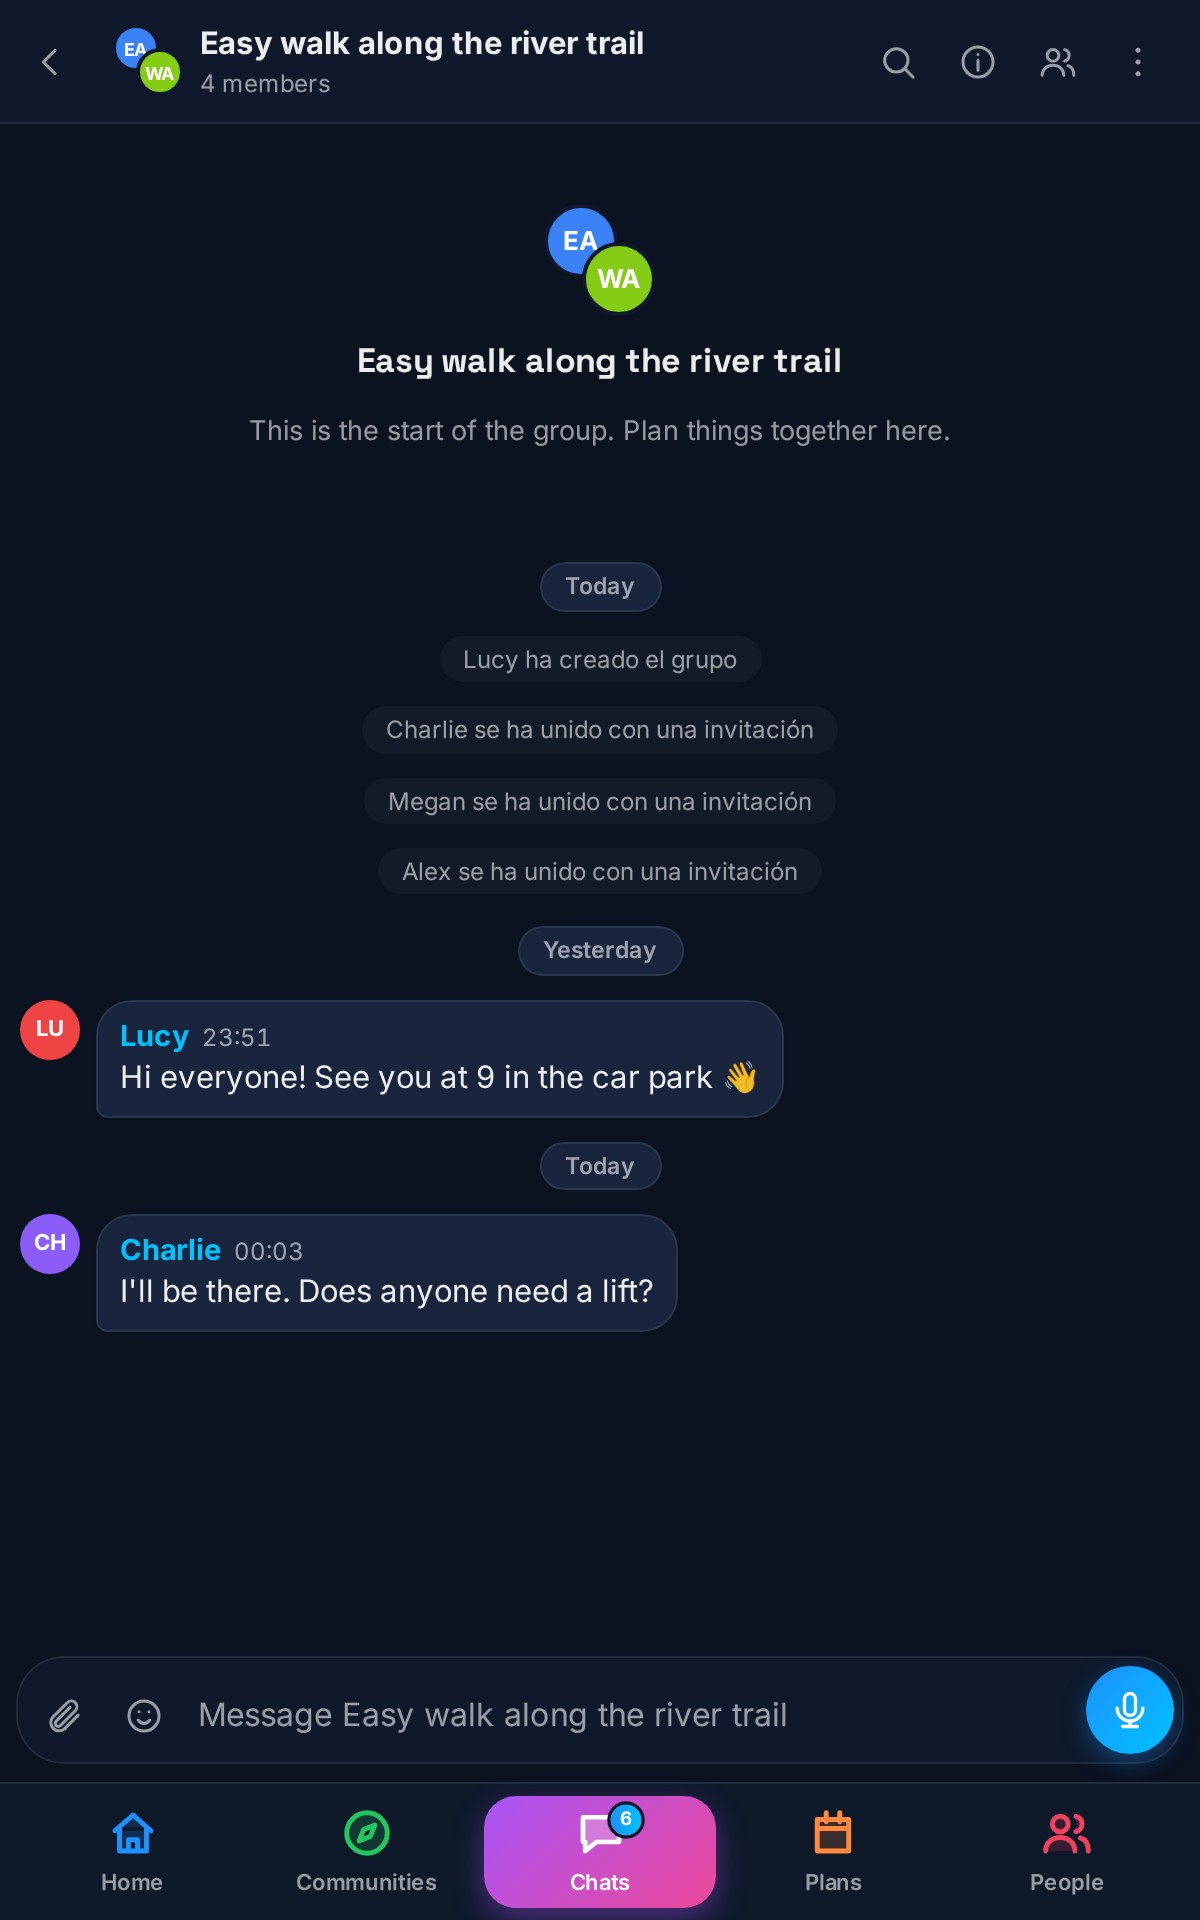 EA
WA
Easy walk along the river trail
4 members
EA
WA
Easy walk along the river trail
This is the start of the group. Plan things together here.
Today
Lucy ha creado el grupo
Charlie se ha unido con una invitación
Megan se ha unido con una invitación
Alex se ha unido con una invitación
Yesterday
LU
Lucy 23:51
Hi everyone! See you at 9 in the car park 👋
Today
CH
Charlie 00:03
I'll be there. Does anyone need a lift?
Message Easy walk along the river trail
6
Home
Communities
Chats
Plans
People